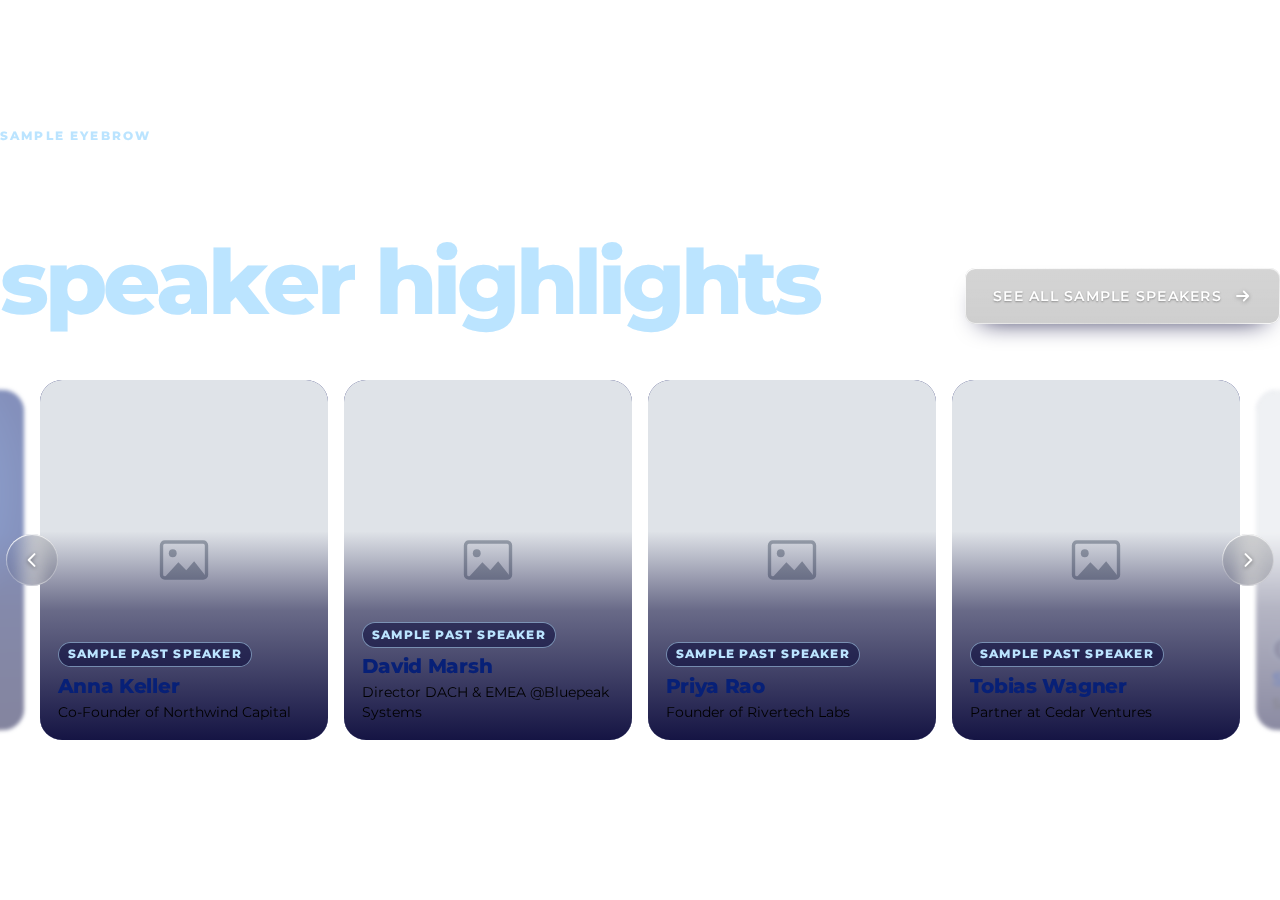 SAMPLE EYEBROW
speaker highlights
SEE ALL SAMPLE SPEAKERS
SAMPLE PAST SPEAKER
Anna Keller
Co-Founder of Northwind Capital
SAMPLE PAST SPEAKER
David Marsh
Director DACH & EMEA @Bluepeak
Systems
SAMPLE PAST SPEAKER
Priya Rao
Founder of Rivertech Labs
SAMPLE PAST SPEAKER
Tobias Wagner
Partner at Cedar Ventures